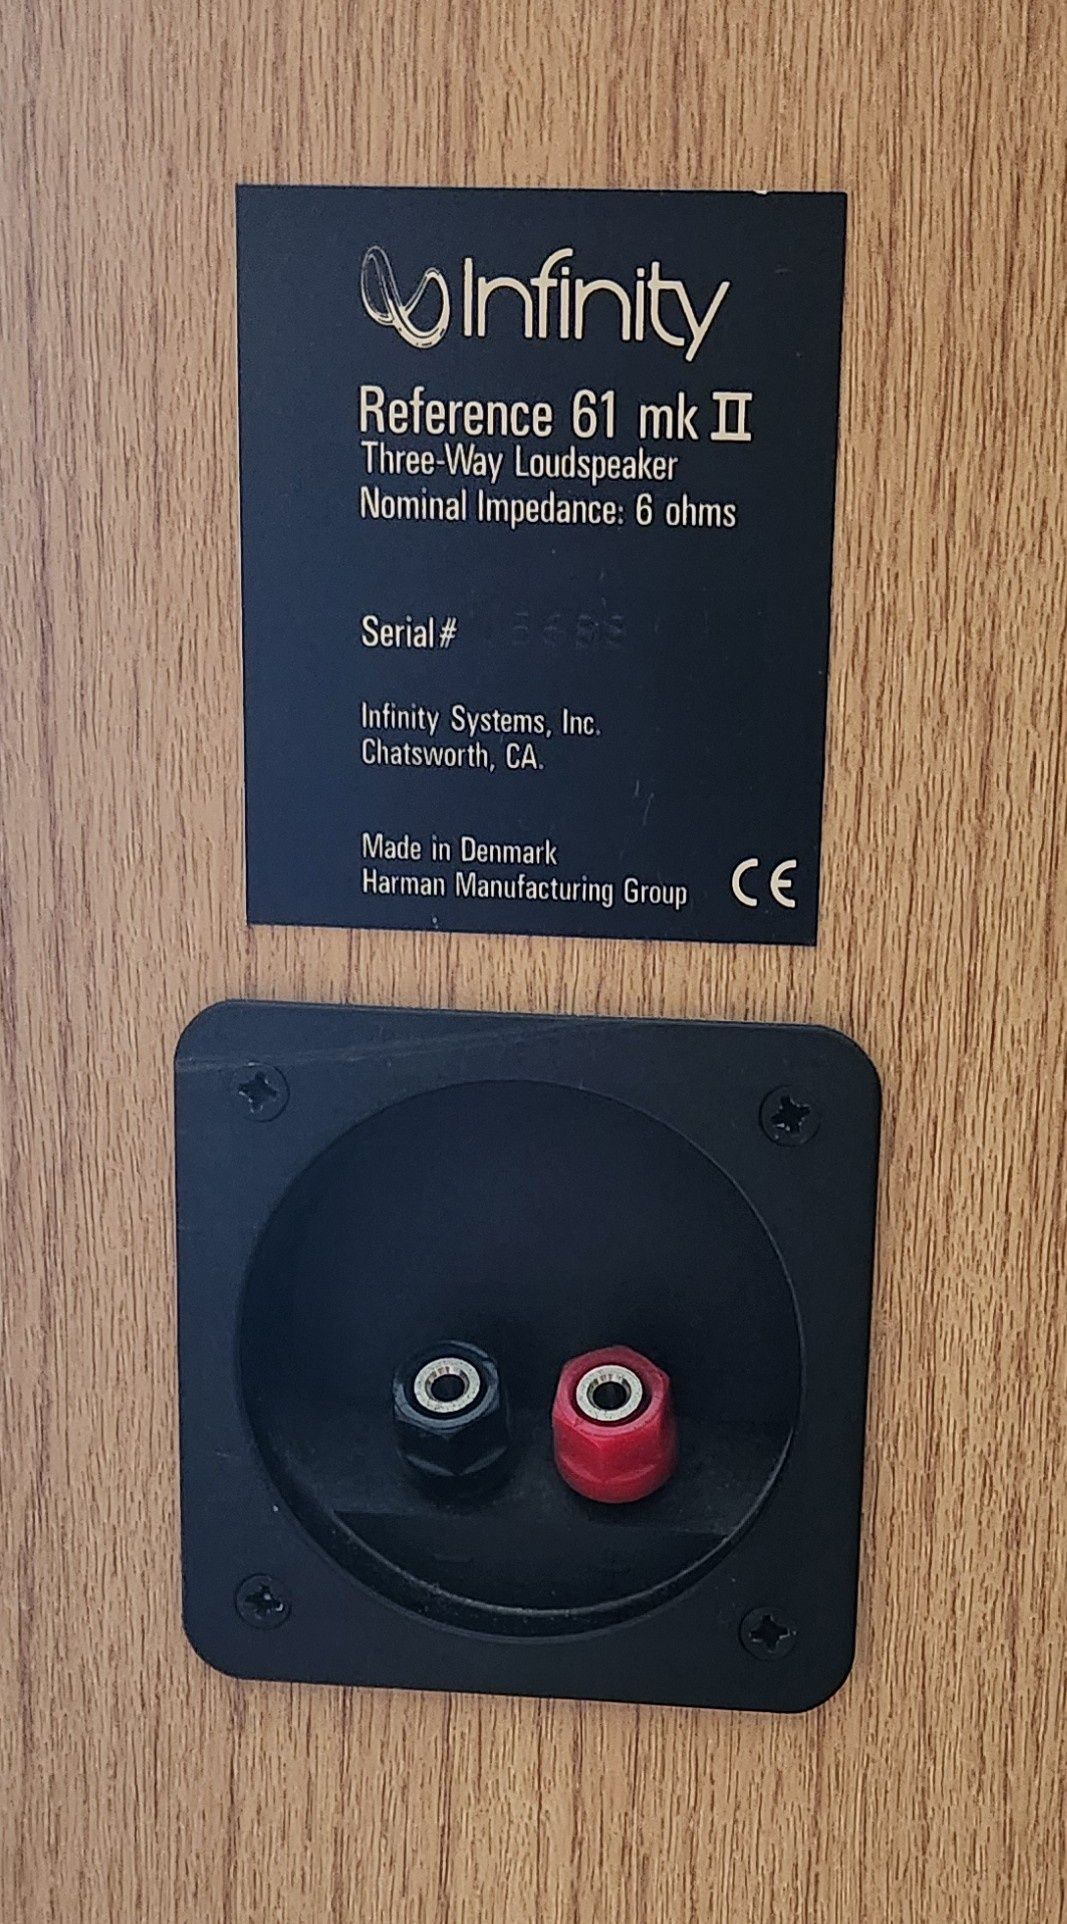 Infinity
Reference 61 mk II
Three-Way Loudspeaker
Nominal Impedance: 6 ohms
Serial#
Infinity Systems, Inc.
Chatsworth, CA.
Made in Denmark
Harman Manufacturing Group
CE